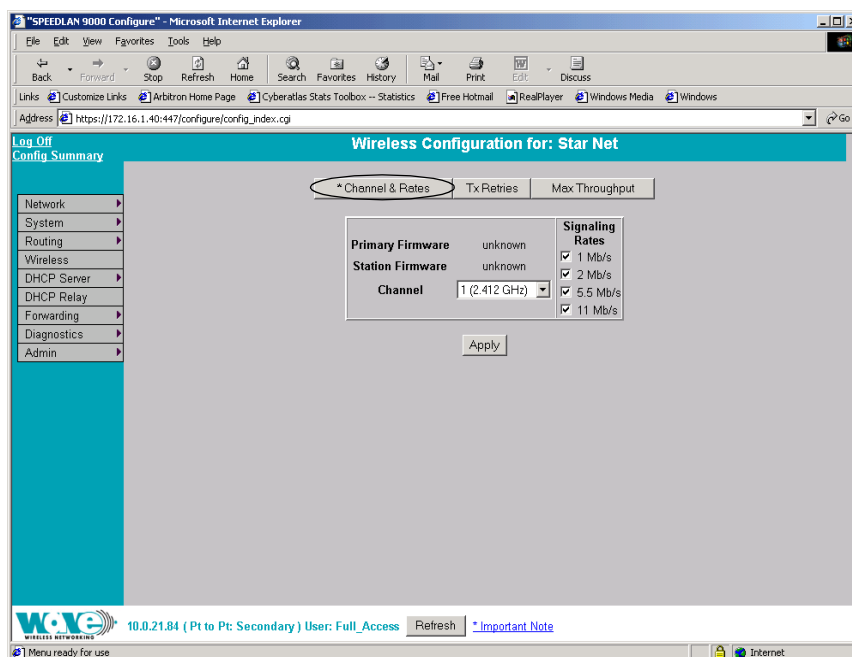 "SPEEDLAN 9000 Configure" - Microsoft Internet Explorer
File Edit View Favorites Tools Help
Back Forward Stop Refresh Home Search Favorites History Mail Print Edit Discuss
Links Customize Links Arbitron Home Page Cyberatlas Stats Toolbox -- Statistics Free Hotmail RealPlayer Windows Media Windows
Address https://172.16.1.40:447/configure/config_index.cgi Go
Log Off
Config Summary
Wireless Configuration for: Star Net
* Channel & Rates Tx Retries Max Throughput
Network
System
Routing
Wireless
DHCP Server
DHCP Relay
Forwarding
Diagnostics
Admin
Primary Firmware unknown
Station Firmware unknown
Channel 1 (2.412 GHz)
Signaling
Rates
1 Mb/s
2 Mb/s
5.5 Mb/s
11 Mb/s
Apply
WAVE
WIRELESS NETWORKING
10.0.21.84 ( Pt to Pt: Secondary ) User: Full_Access Refresh * Important Note
Menu ready for use Internet